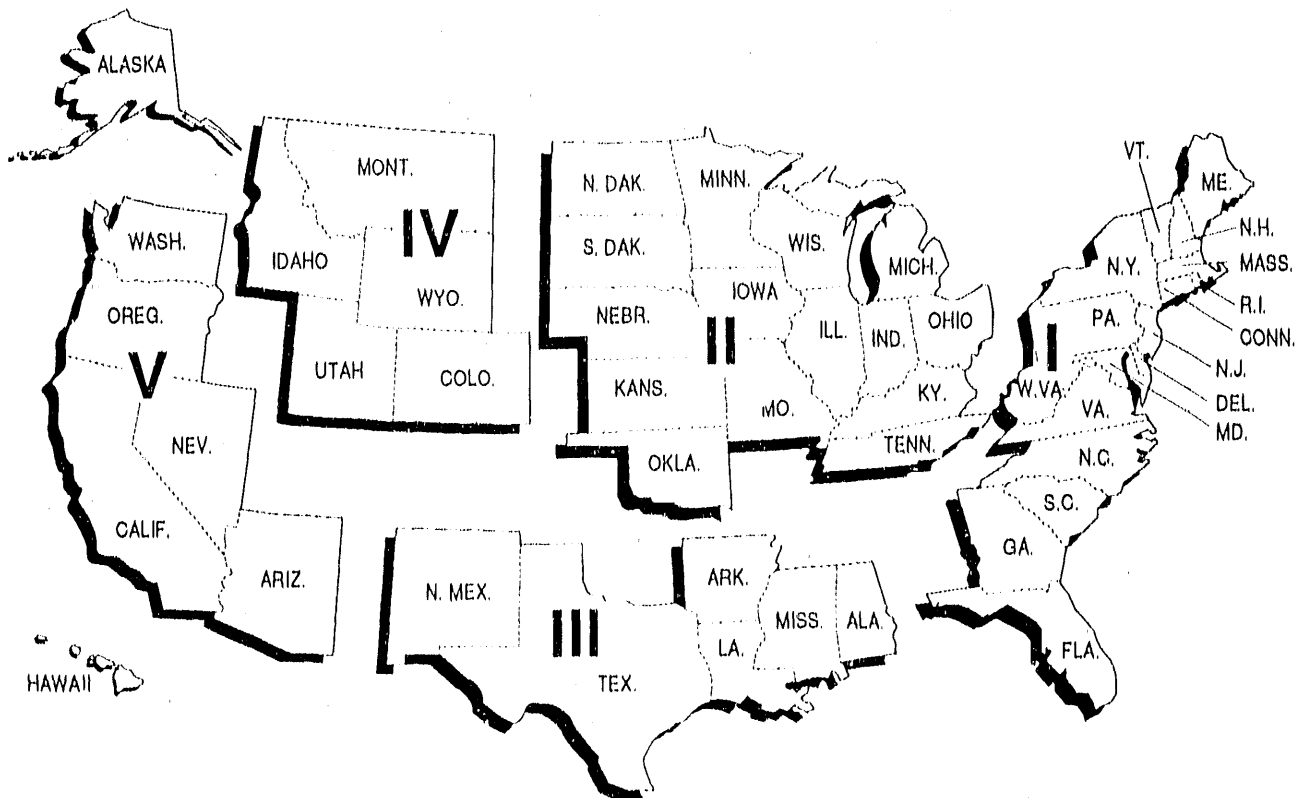 ALASKA
VT.
ME.
MONT.
N. DAK.
MINN.
WASH.
IV
S. DAK.
WIS.
N.Y.
N.H.
IDAHO
MICH.
MASS.
WYO.
IOWA
OREG.
NEBR.
ILL.
IND.
OHIO
PA.
R.I.
CONN.
V
II
I
UTAH
COLO.
KANS.
KY.
W.VA
N.J.
MO.
VA.
DEL.
NEV.
TENN.
MD.
OKLA.
N.C.
CALIF.
S.C.
ARIZ.
N. MEX.
ARK.
GA.
III
MISS.
ALA.
LA.
FLA.
HAWAII
TEX.